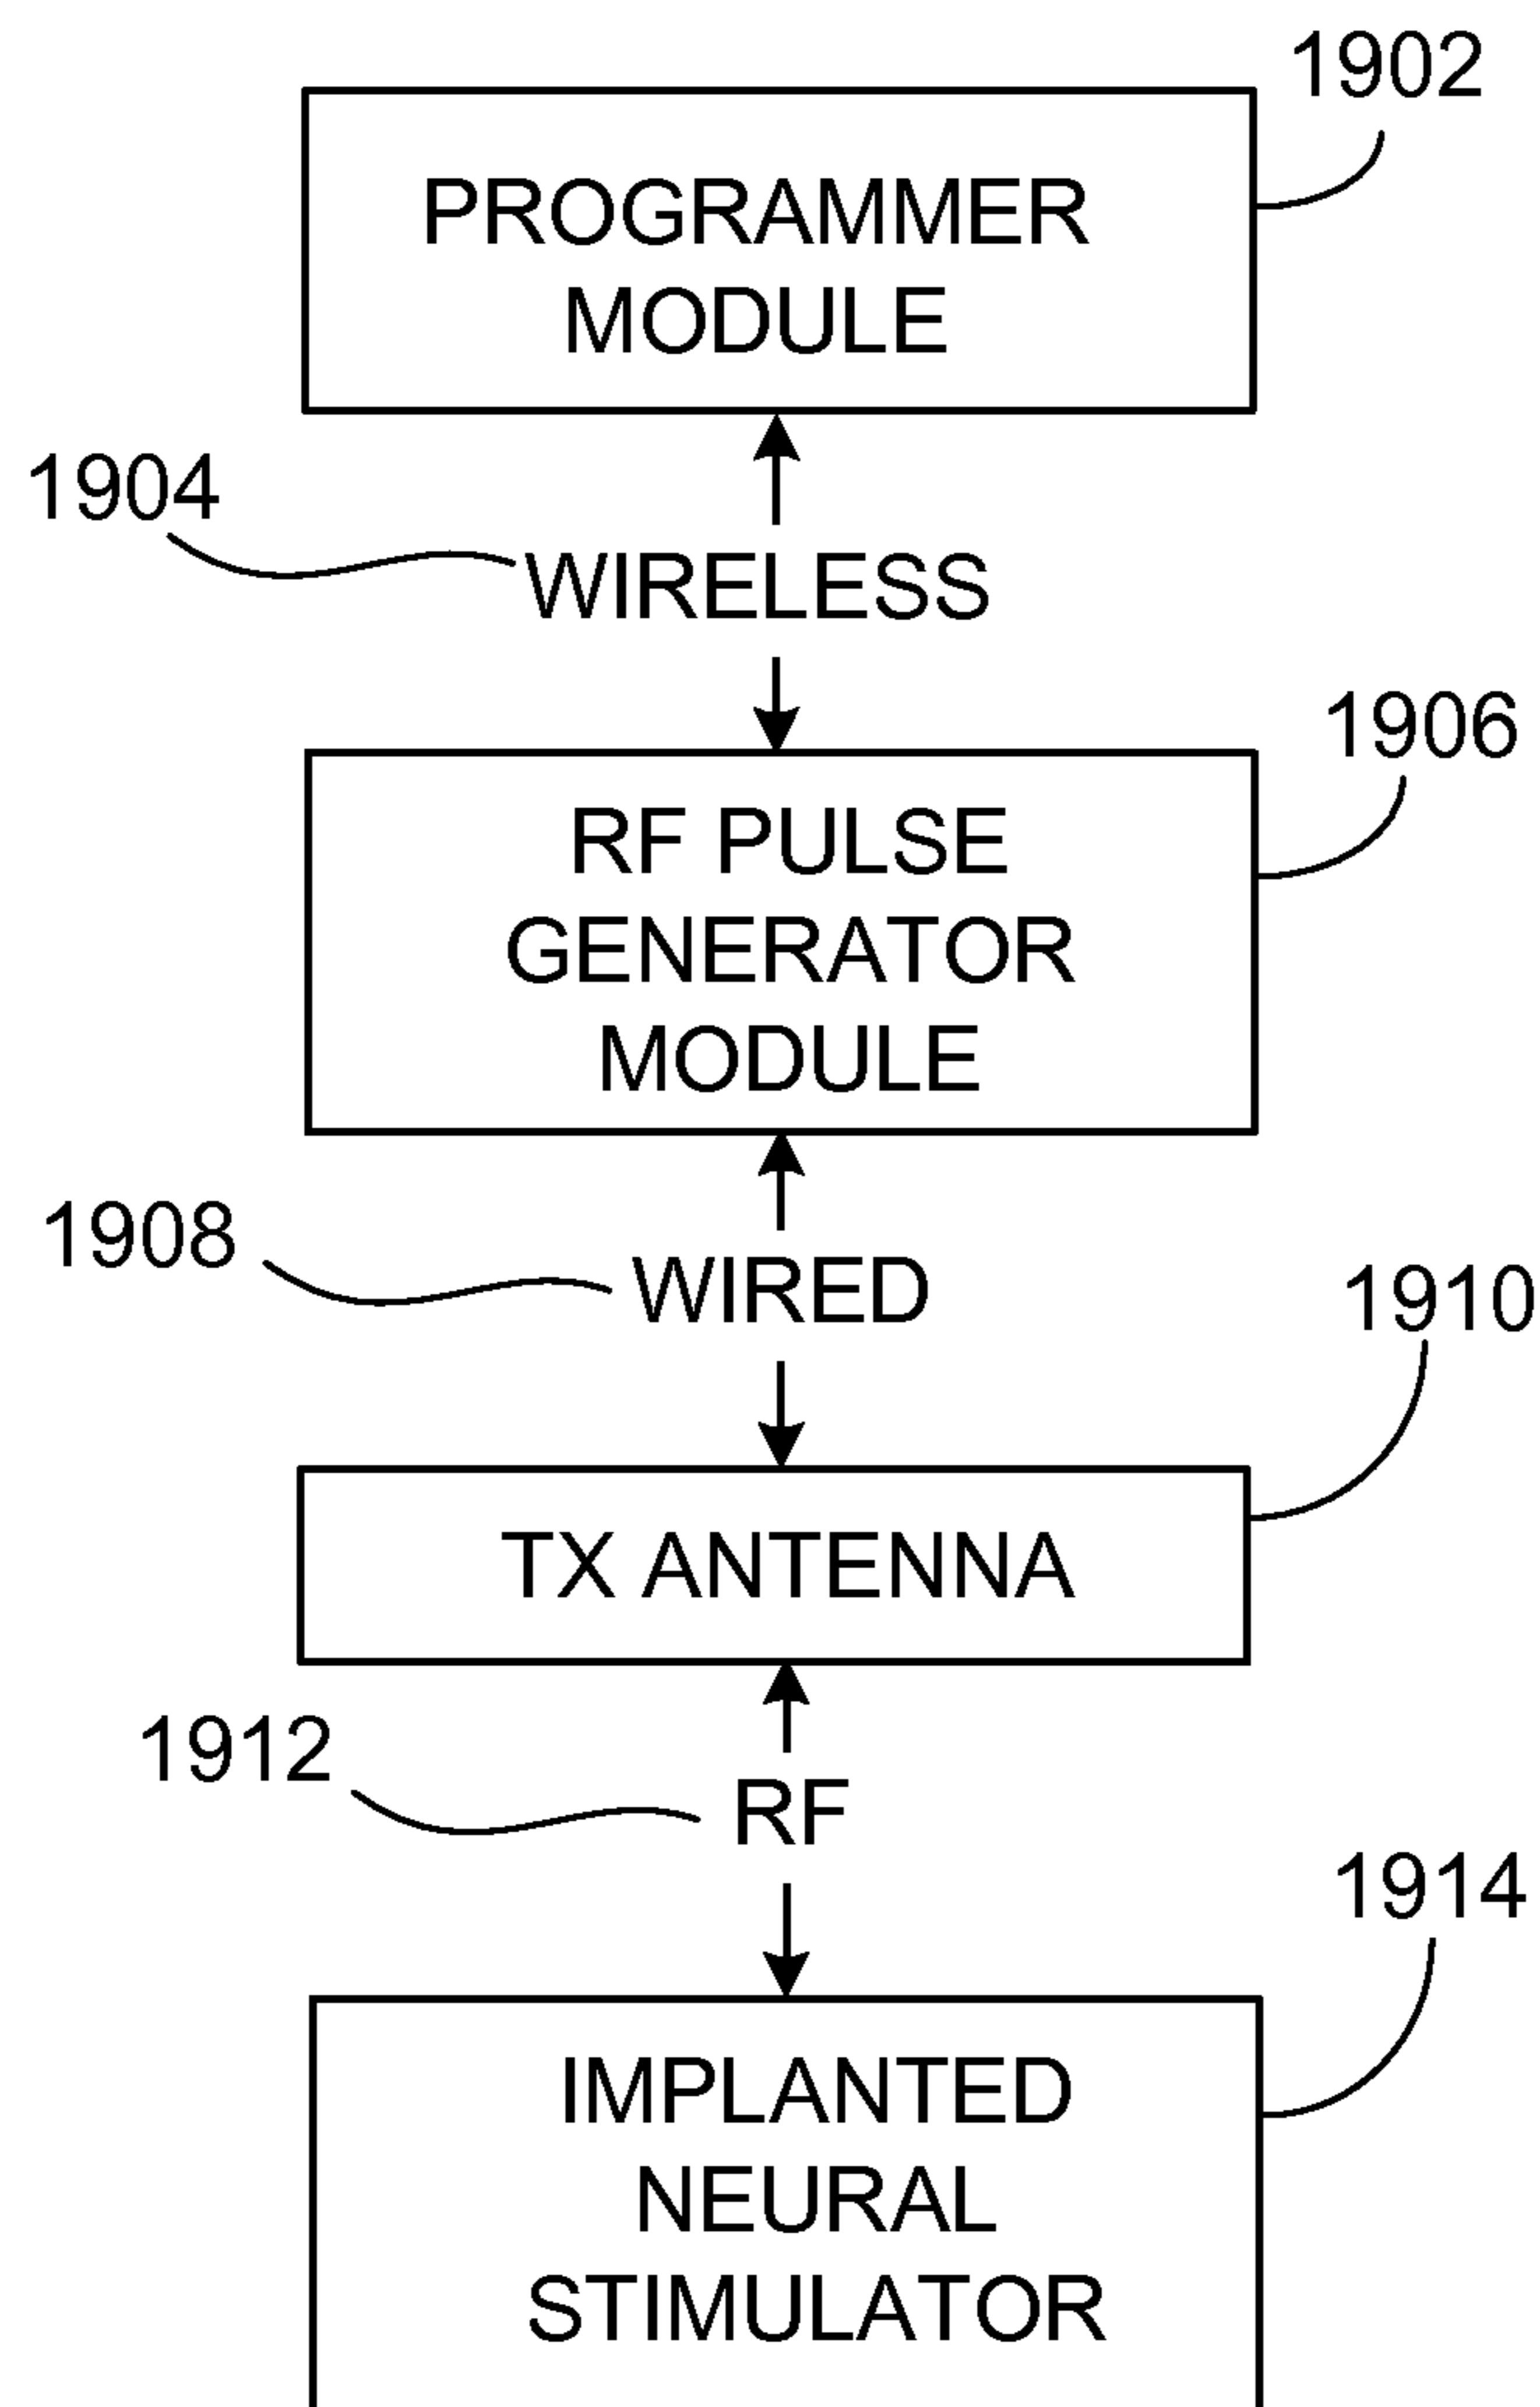 1902
PROGRAMMER
MODULE
1904
WIRELESS
1906
RF PULSE
GENERATOR
MODULE
1908
WIRED
1910
TX ANTENNA
1912
RF
1914
IMPLANTED
NEURAL
STIMULATOR